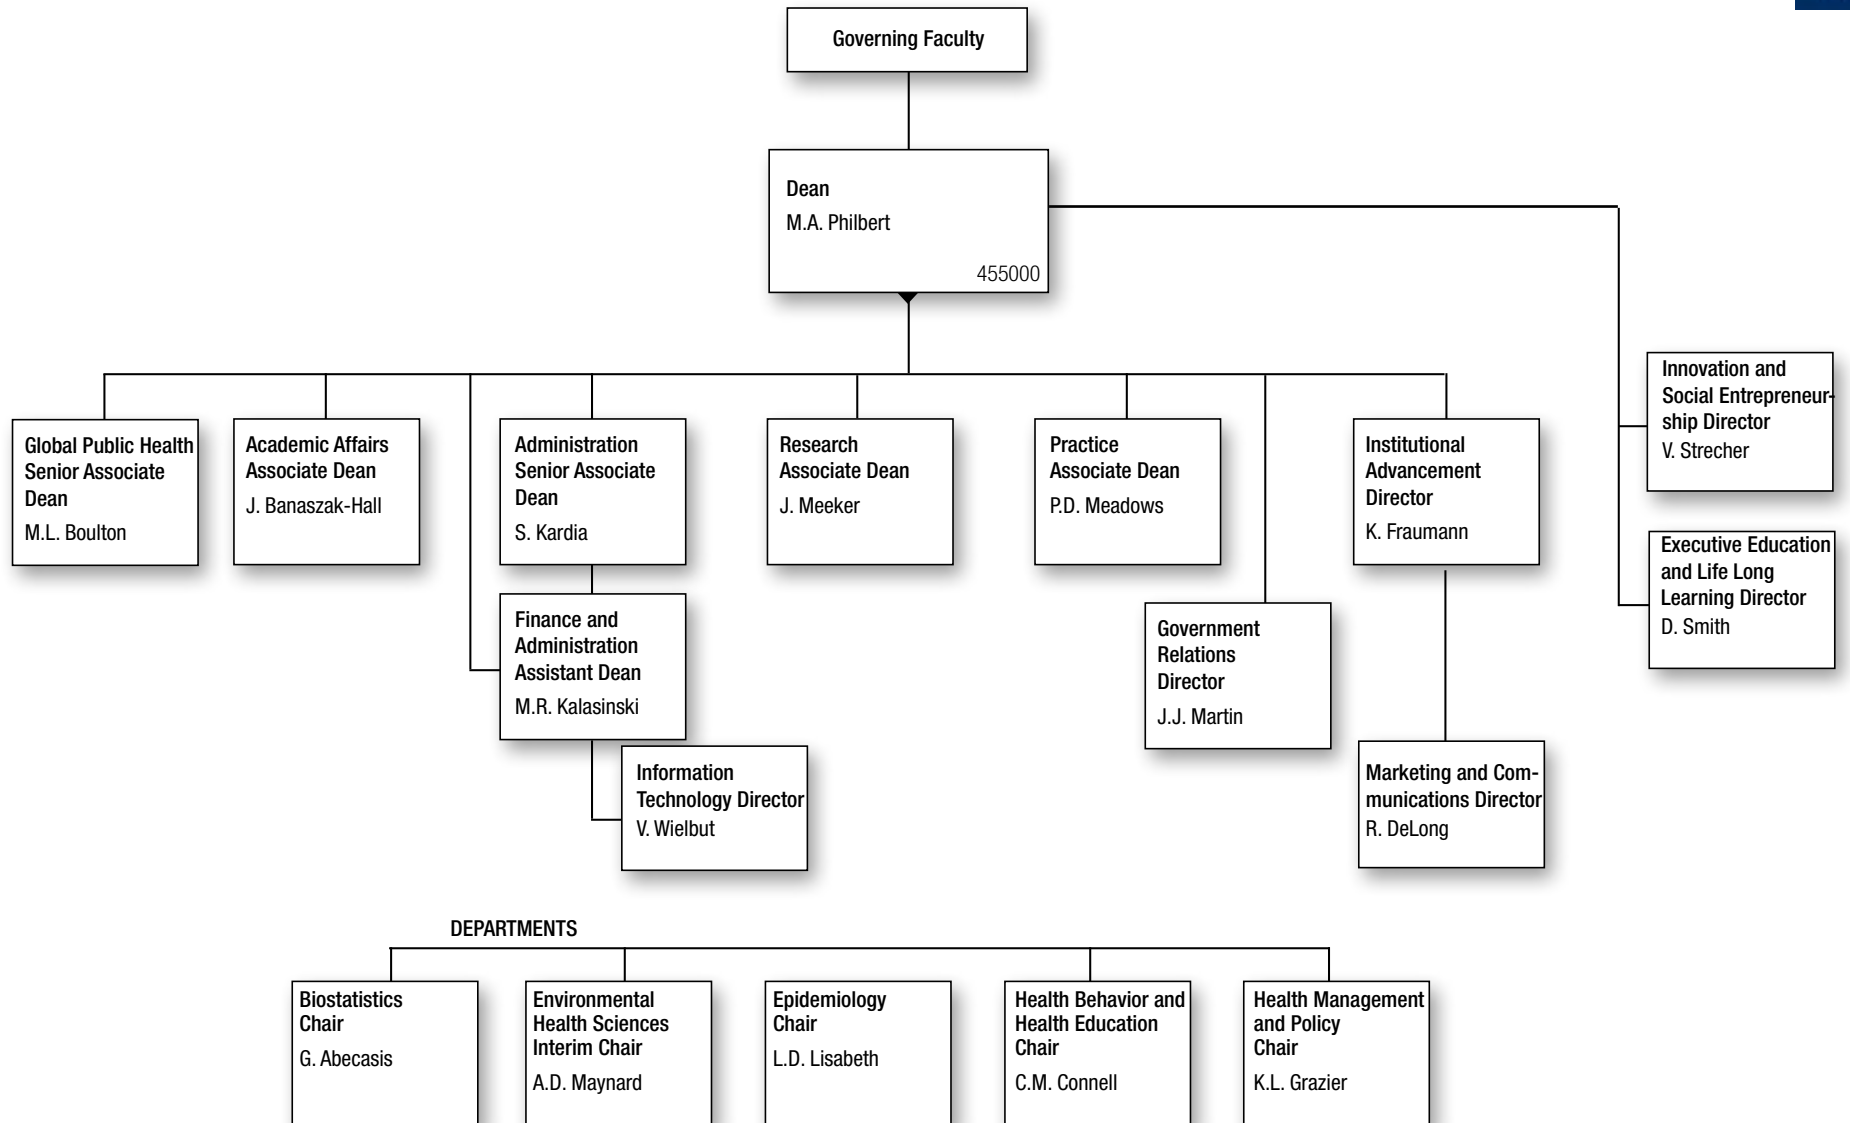 Governing Faculty
Dean
M.A. Philbert
455000
Global Public Health
Senior Associate
Dean
M.L. Boulton
Academic Affairs
Associate Dean
J. Banaszak-Hall
Administration
Senior Associate
Dean
S. Kardia
Research
Associate Dean
J. Meeker
Practice
Associate Dean
P.D. Meadows
Institutional
Advancement
Director
K. Fraumann
Innovation and
Social Entrepreneur-
ship Director
V. Strecher
Executive Education
and Life Long
Learning Director
D. Smith
Finance and
Administration
Assistant Dean
M.R. Kalasinski
Government
Relations
Director
J.J. Martin
Information
Technology Director
V. Wielbut
Marketing and Com-
munications Director
R. DeLong
DEPARTMENTS
Biostatistics
Chair
G. Abecasis
Environmental
Health Sciences
Interim Chair
A.D. Maynard
Epidemiology
Chair
L.D. Lisabeth
Health Behavior and
Health Education
Chair
C.M. Connell
Health Management
and Policy
Chair
K.L. Grazier